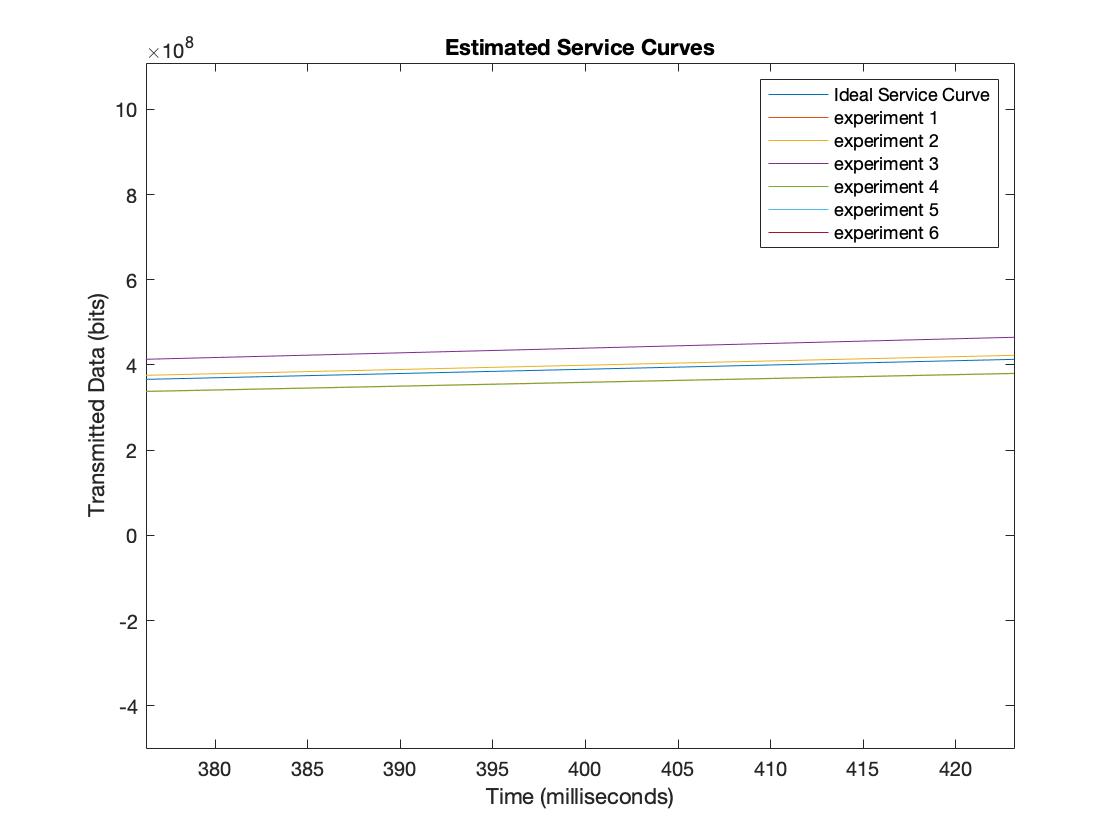 Estimated Service Curves
×10^8
10
8
6
4
2
0
-2
-4
Transmitted Data (bits)
Ideal Service Curve
experiment 1
experiment 2
experiment 3
experiment 4
experiment 5
experiment 6
380 385 390 395 400 405 410 415 420
Time (milliseconds)